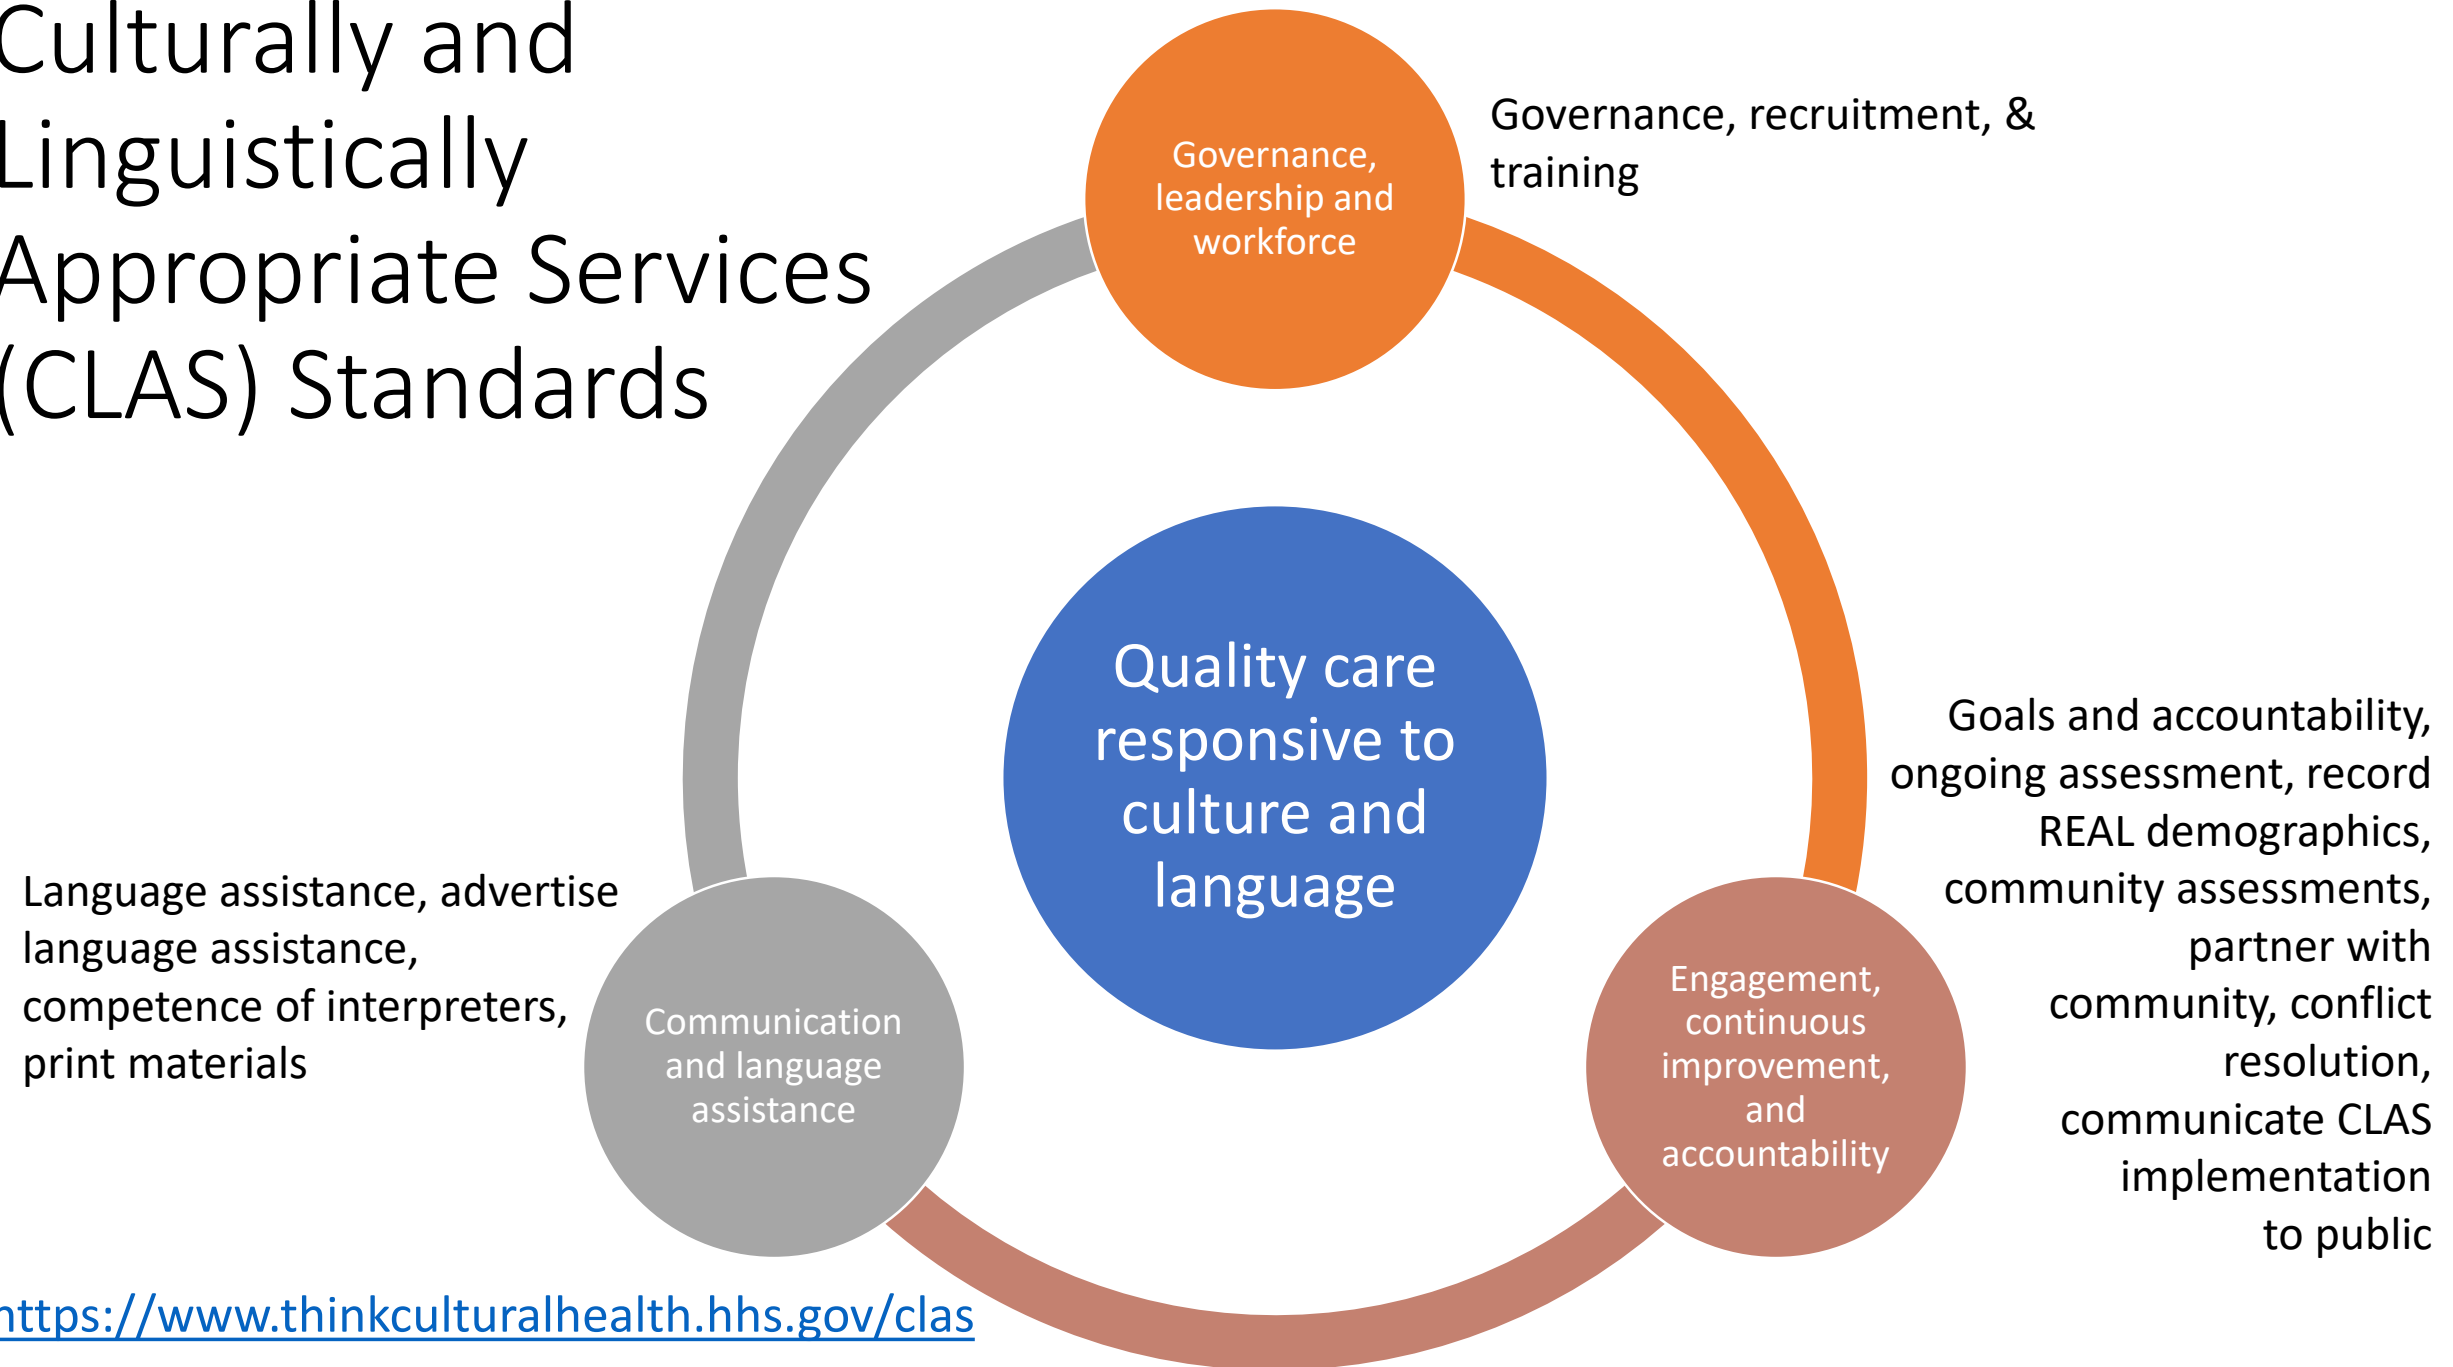 Culturally and
Linguistically
Appropriate Services
(CLAS) Standards
Governance,
leadership and
workforce
Governance, recruitment, &
training
Quality care
responsive to
culture and
language
Goals and accountability,
ongoing assessment, record
REAL demographics,
community assessments,
partner with
community, conflict
resolution,
communicate CLAS
implementation
to public
Engagement,
continuous
improvement,
and
accountability
Language assistance, advertise
language assistance,
competence of interpreters,
print materials
Communication
and language
assistance
https://www.thinkculturalhealth.hhs.gov/clas